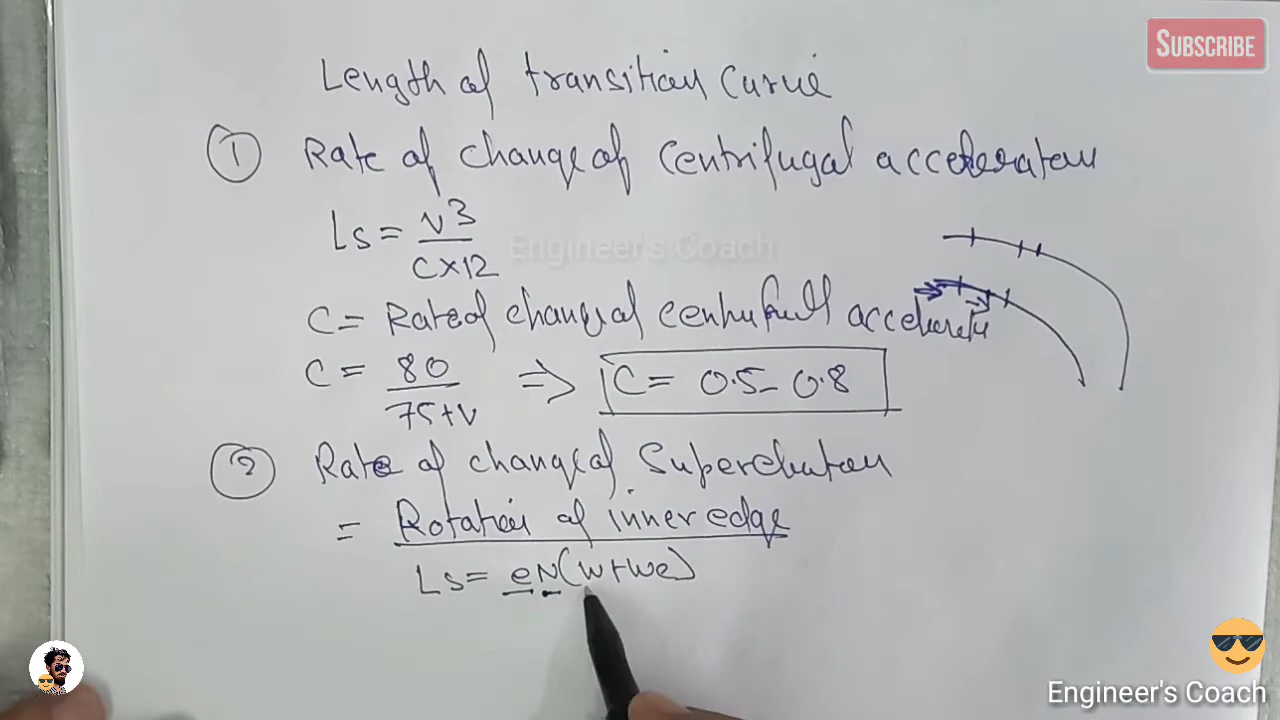 SUBSCRIBE
Length of transition Curve
① Rate of change of Centrifugal acceleration
Ls = v3 / C×12
Engineer's Coach
C = Rate of change of centrifugal accelerate
C = 80 / 75+V => C = 0.5-0.8
② Rate of change of Superelevation
= Rotation of inner edge
Ls = eN(w+we)
Engineer's Coach